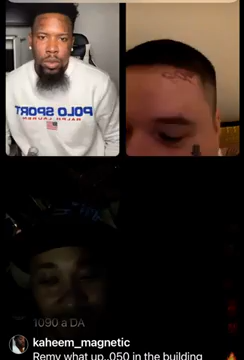 POLO SPORT
RALPH LAUREN
1090 a DA
kaheem_magnetic
Remy what up..050 in the building